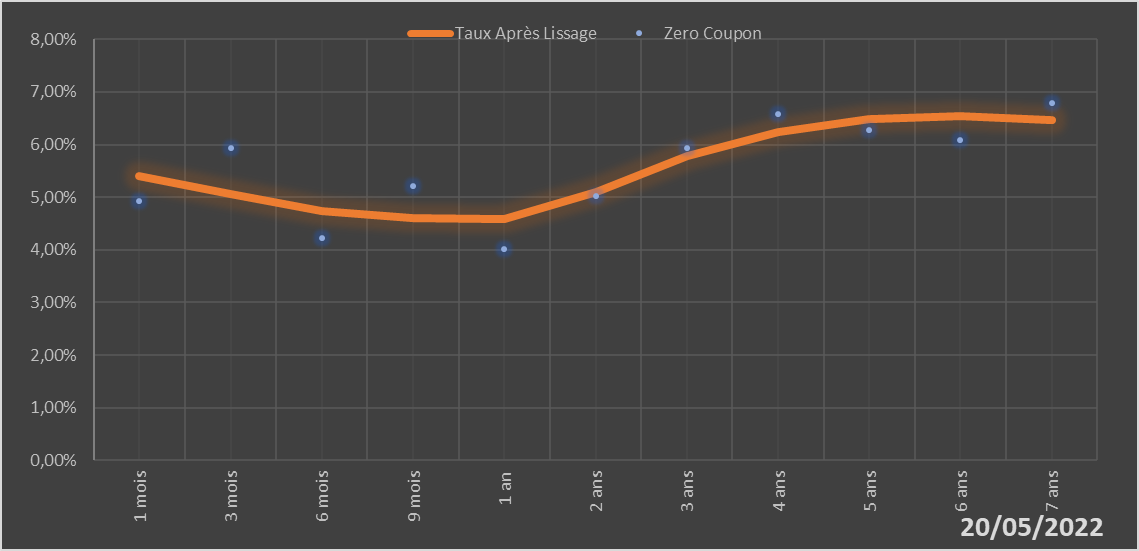 Taux Après Lissage
Zero Coupon
8,00%
7,00%
6,00%
5,00%
4,00%
3,00%
2,00%
1,00%
0,00%
1 mois
3 mois
6 mois
9 mois
1 an
2 ans
3 ans
4 ans
5 ans
6 ans
7 ans
20/05/2022